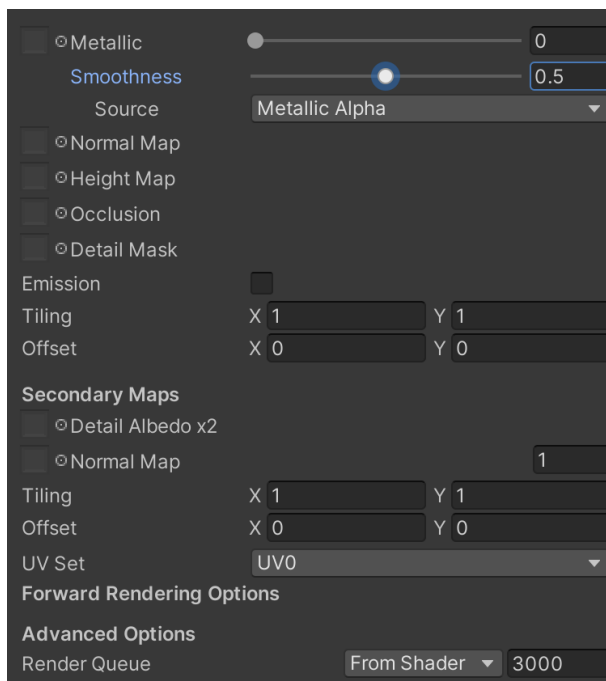 Metallic 0
Smoothness 0.5
Source Metallic Alpha
Normal Map
Height Map
Occlusion
Detail Mask
Emission
Tiling X 1 Y 1
Offset X 0 Y 0
Secondary Maps
Detail Albedo x2
Normal Map 1
Tiling X 1 Y 1
Offset X 0 Y 0
UV Set UV0
Forward Rendering Options
Advanced Options
Render Queue From Shader 3000